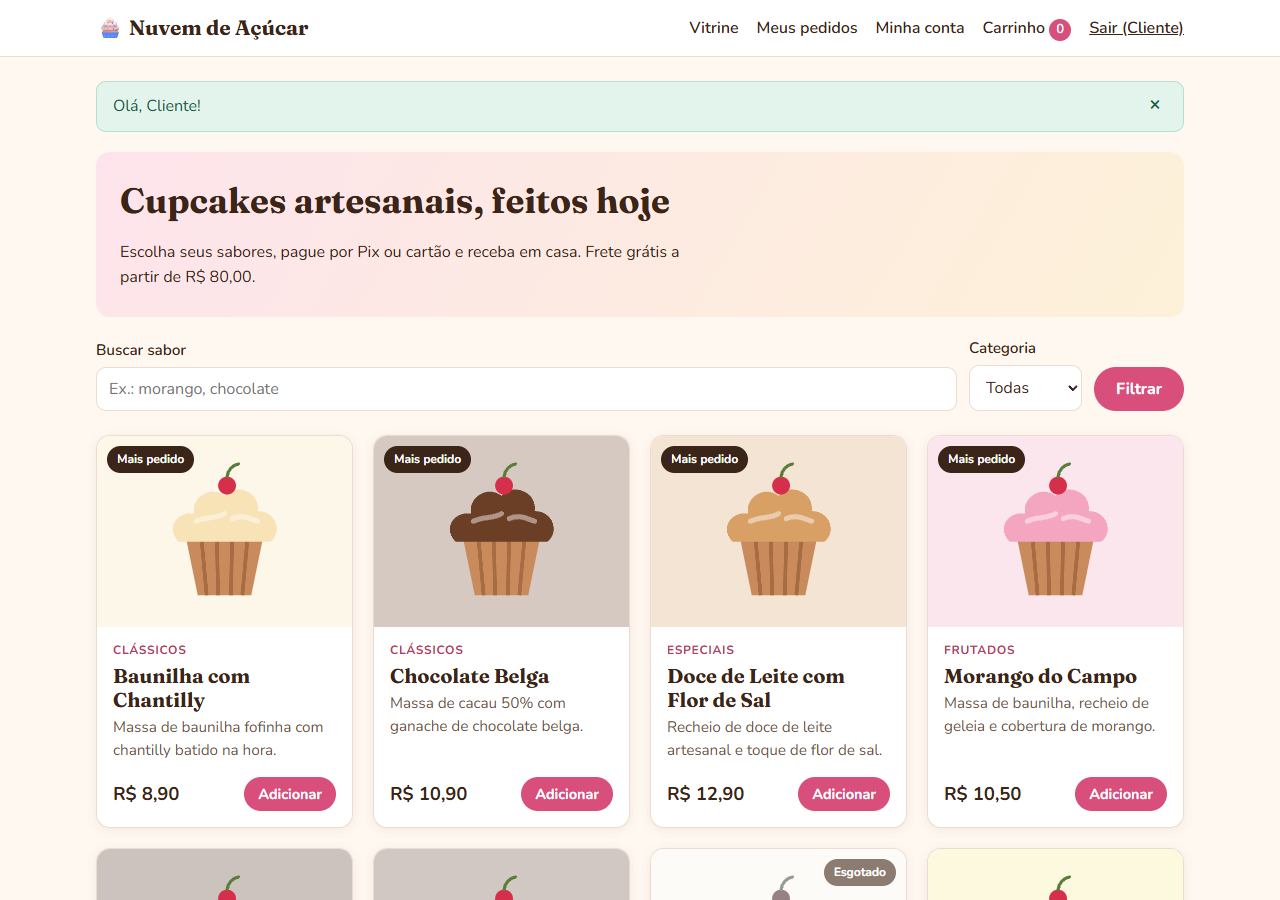 Nuvem de Açúcar
Vitrine
Meus pedidos
Minha conta
Carrinho 0
Sair (Cliente)
Olá, Cliente!
×
Cupcakes artesanais, feitos hoje
Escolha seus sabores, pague por Pix ou cartão e receba em casa. Frete grátis a
partir de R$ 80,00.
Buscar sabor
Ex.: morango, chocolate
Categoria
Todas
Filtrar
Mais pedido
CLÁSSICOS
Baunilha com
Chantilly
Massa de baunilha fofinha com
chantilly batido na hora.
R$ 8,90
Adicionar
Mais pedido
CLÁSSICOS
Chocolate Belga
Massa de cacau 50% com
ganache de chocolate belga.
R$ 10,90
Adicionar
Mais pedido
ESPECIAIS
Doce de Leite com
Flor de Sal
Recheio de doce de leite
artesanal e toque de flor de sal.
R$ 12,90
Adicionar
Mais pedido
FRUTADOS
Morango do Campo
Massa de baunilha, recheio de
geleia e cobertura de morango.
R$ 10,50
Adicionar
Esgotado